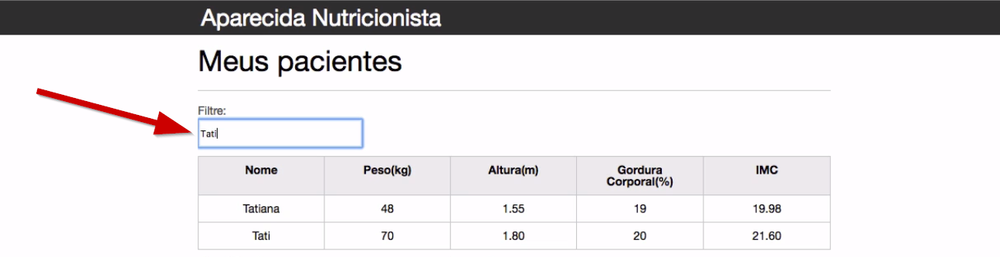 Aparecida Nutricionista
Meus pacientes
Filtre:
Tati
Nome Peso(kg) Altura(m) Gordura Corporal(%) IMC
Tatiana 48 1.55 19 19.98
Tati 70 1.80 20 21.60